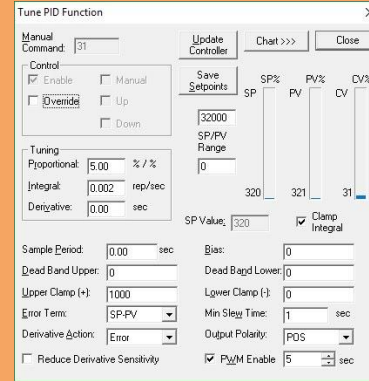 Tune PID Function
Manual Command: 31
Update Controller
Chart >>>
Close
Control
Enable
Manual
Override
Up
Down
Save Setpoints
32000
SP/PV Range
0
SP%
PV%
CV%
SP
PV
CV
320
321
31
Tuning
Proportional: 5.00 % / %
Integral: 0.002 rep/sec
Derivative: 0.00 sec
SP Value: 320
Clamp Integral
Sample Period: 0.00 sec
Bias: 0
Dead Band Upper: 0
Dead Band Lower: 0
Upper Clamp (+): 1000
Lower Clamp (-): 0
Error Term: SP-PV
Min Slew Time: 1 sec
Derivative Action: Error
Output Polarity: POS
Reduce Derivative Sensitivity
PWM Enable 5 sec